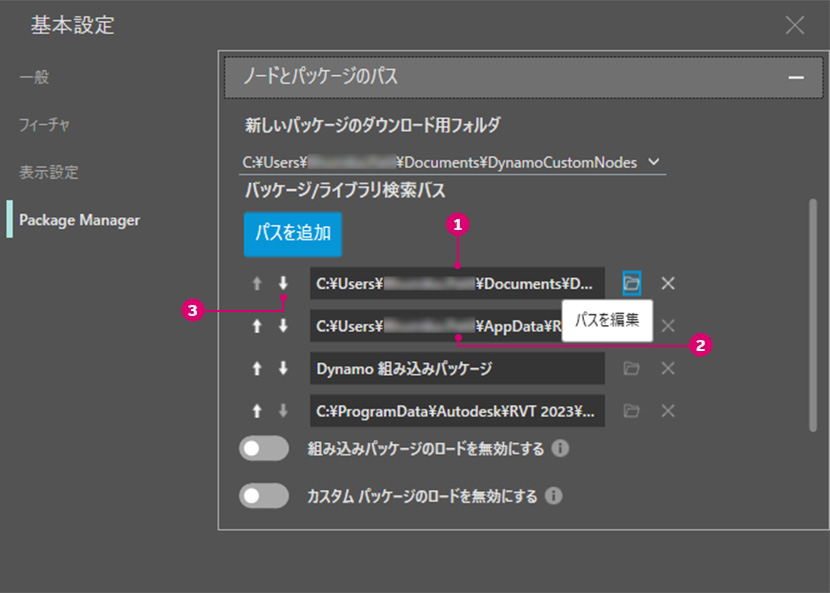 基本設定
一般
フィーチャ
表示設定
Package Manager
ノードとパッケージのパス
新しいパッケージのダウンロード用フォルダ
C:¥Users¥ ¥Documents¥DynamoCustomNodes
パッケージ/ライブラリ検索パス
パスを追加
1
C:¥Users¥ ¥Documents¥D...
3
C:¥Users¥ ¥AppData¥R
パスを編集
2
Dynamo 組み込みパッケージ
C:¥ProgramData¥Autodesk¥RVT 2023¥...
組み込みパッケージのロードを無効にする
カスタム パッケージのロードを無効にする